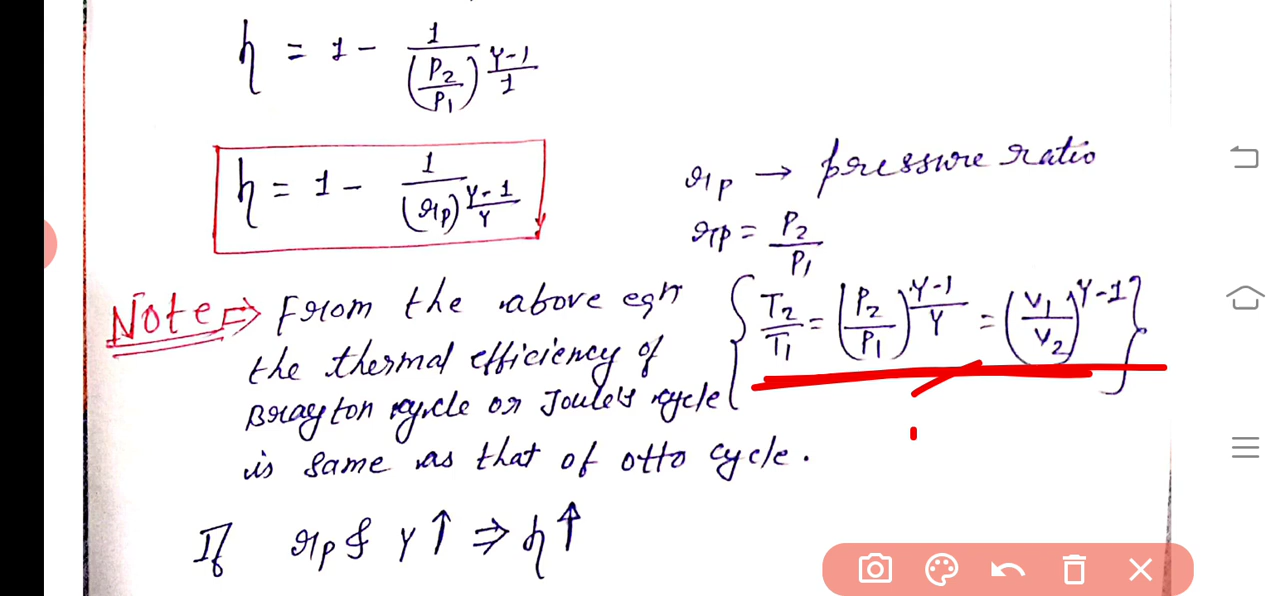 η = 1 - 1/(P2/P1)^(γ-1)/1
η = 1 - 1/(rp)^(γ-1)/γ
rp → pressure ratio
rp = P2/P1
Note ⇒ From the above eqn
the thermal efficiency of
Brayton cycle or Joule's cycle
is same as that of otto cycle.
{T2/T1 = (P2/P1)^(γ-1)/γ = (V1/V2)^γ-1}
If rp & γ ↑ ⇒ η ↑